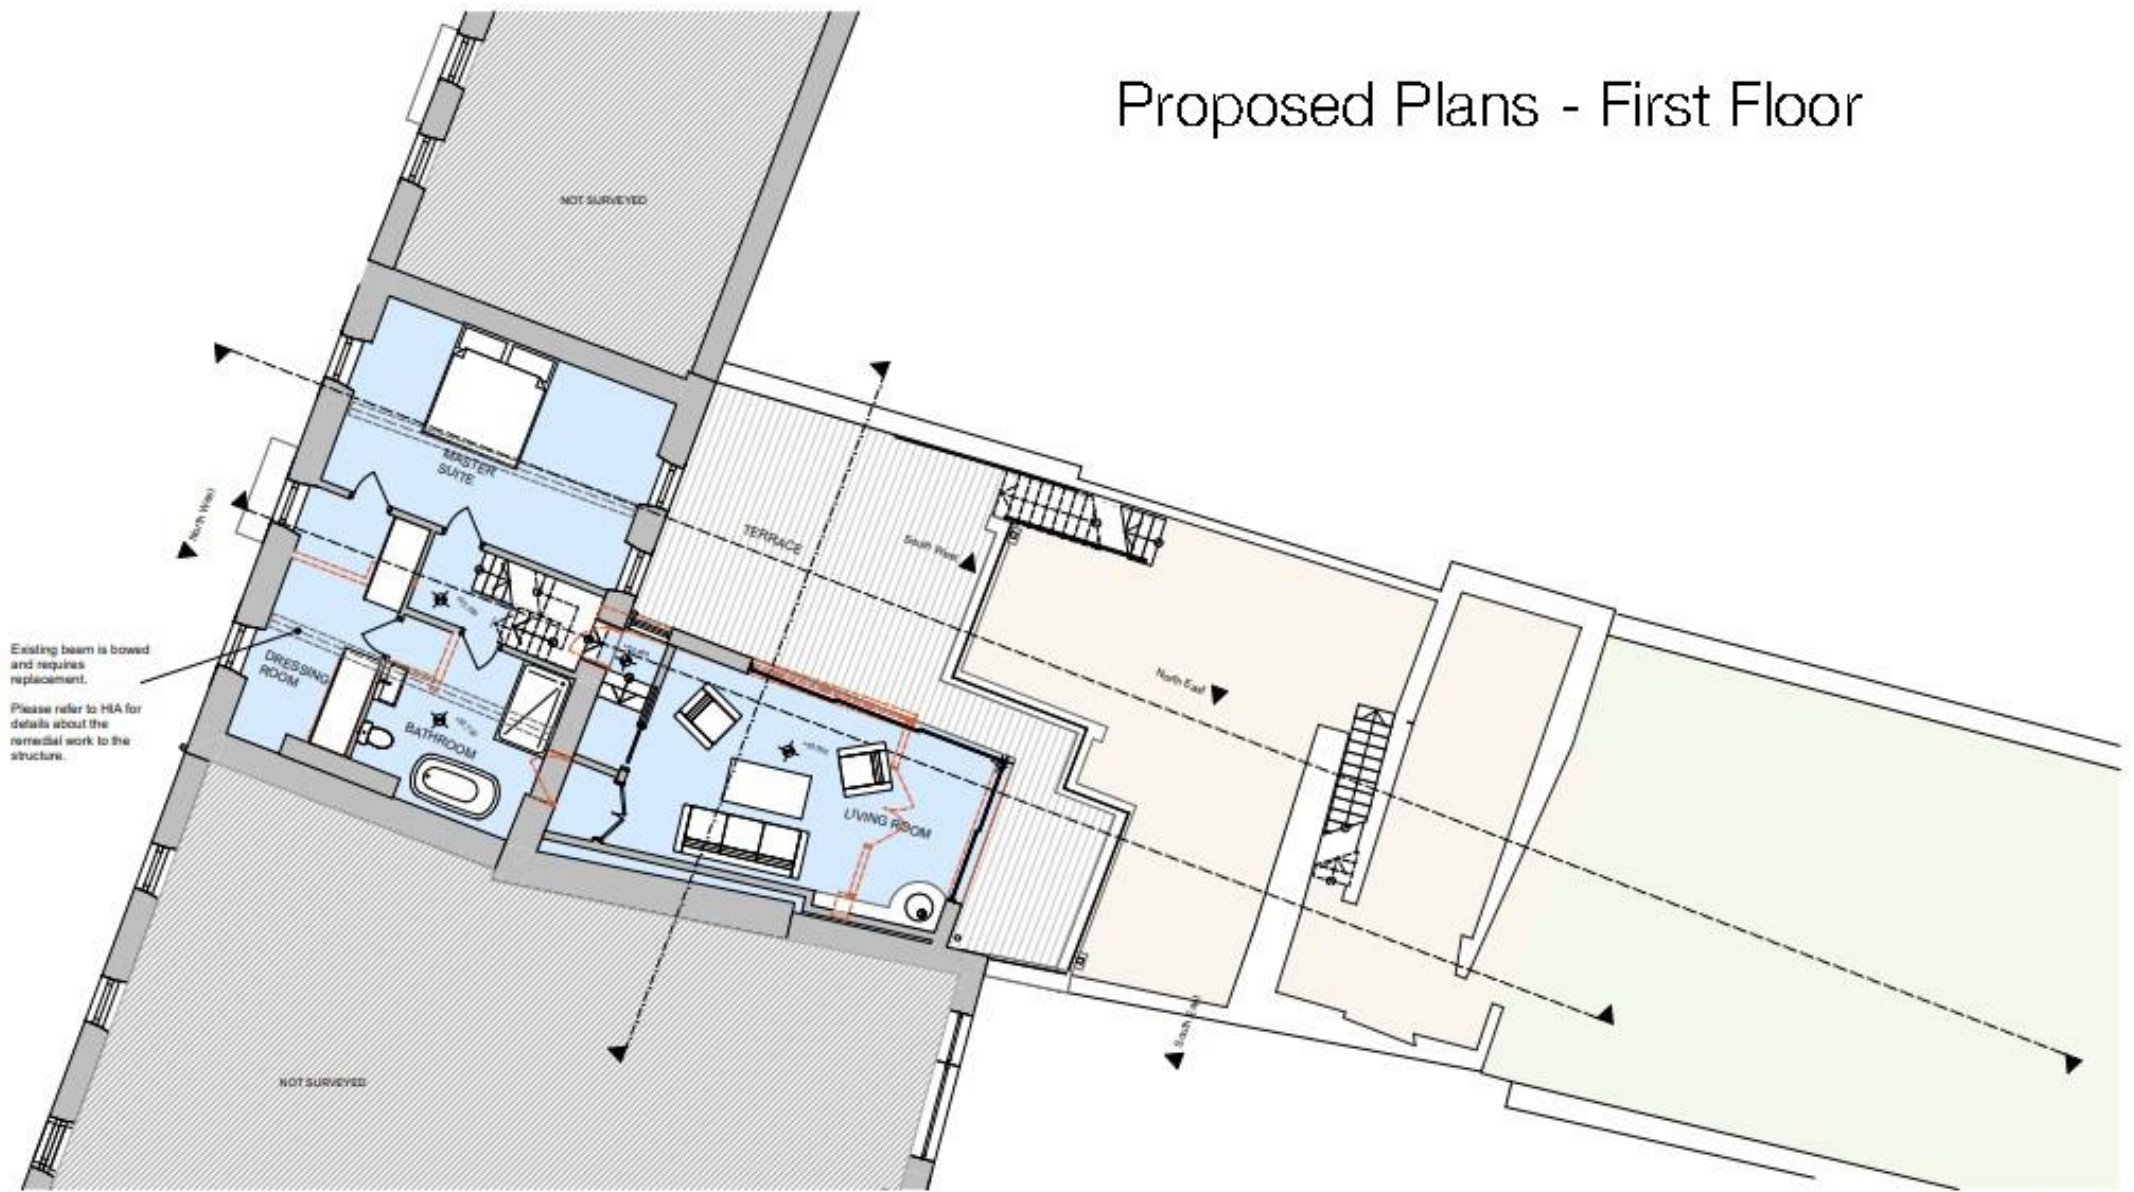 Proposed Plans - First Floor
NOT SURVEYED
MASTER
SUITE
TERRACE
South West
North West
North East
Existing beam is bowed
and requires
replacement.
Please refer to HIA for
details about the
remedial work to the
structure.
DRESSING
ROOM
BATHROOM
LIVING ROOM
South East
NOT SURVEYED